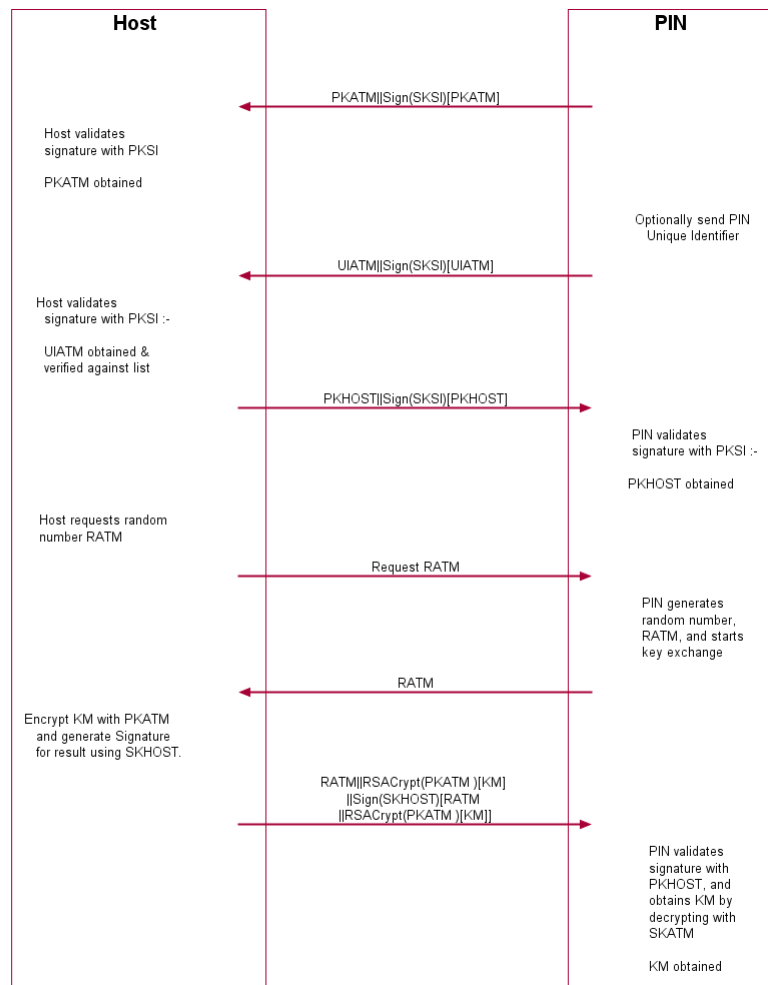 Host
PIN
PKATM||Sign(SKSI)[PKATM]
Host validates
signature with PKSI
PKATM obtained
Optionally send PIN
Unique Identifier
UIATM||Sign(SKSI)[UIATM]
Host validates
signature with PKSI :-
UIATM obtained &
verified against list
PKHOST||Sign(SKSI)[PKHOST]
PIN validates
signature with PKSI :-
PKHOST obtained
Host requests random
number RATM
Request RATM
PIN generates
random number,
RATM, and starts
key exchange
RATM
Encrypt KM with PKATM
and generate Signature
for result using SKHOST.
RATM||RSACrypt(PKATM )[KM]
||Sign(SKHOST)[RATM
||RSACrypt(PKATM )[KM]]
PIN validates
signature with
PKHOST, and
obtains KM by
decrypting with
SKATM
KM obtained